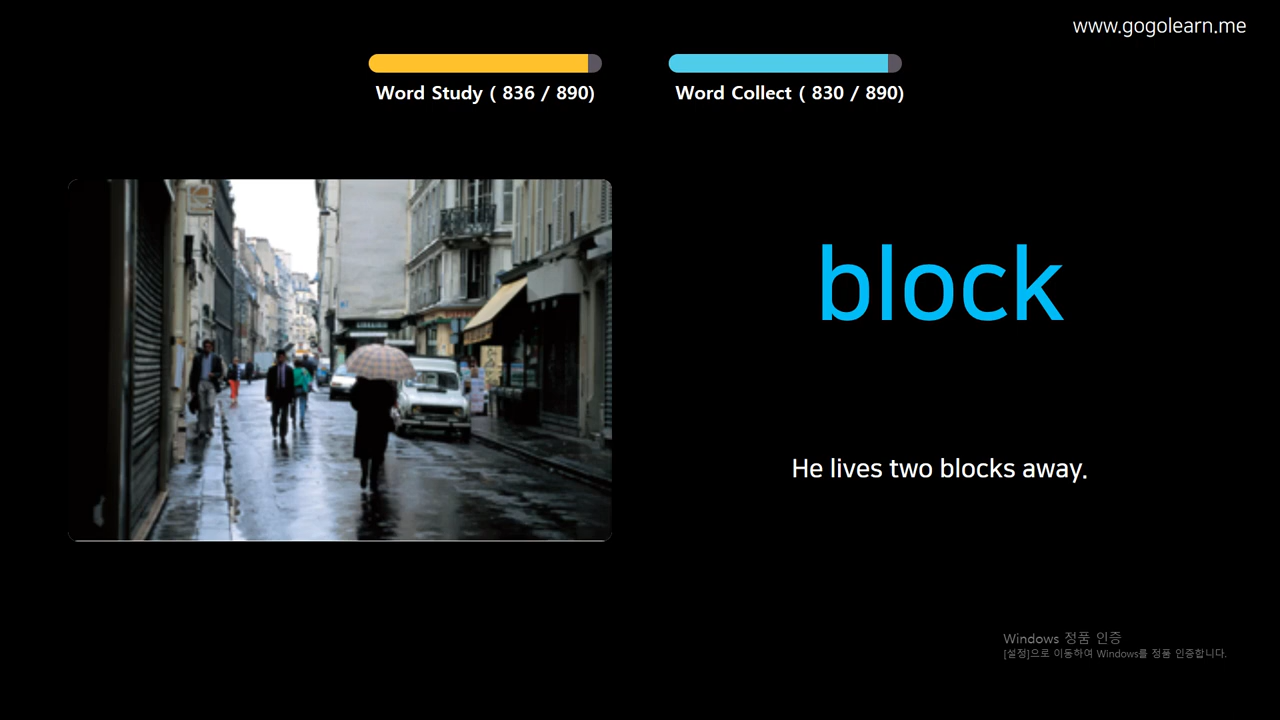 www.gogolearn.me
Word Study ( 836 / 890)
Word Collect ( 830 / 890)
block
He lives two blocks away.
Windows 정품 인증
[설정]으로 이동하여 Windows를 정품 인증합니다.